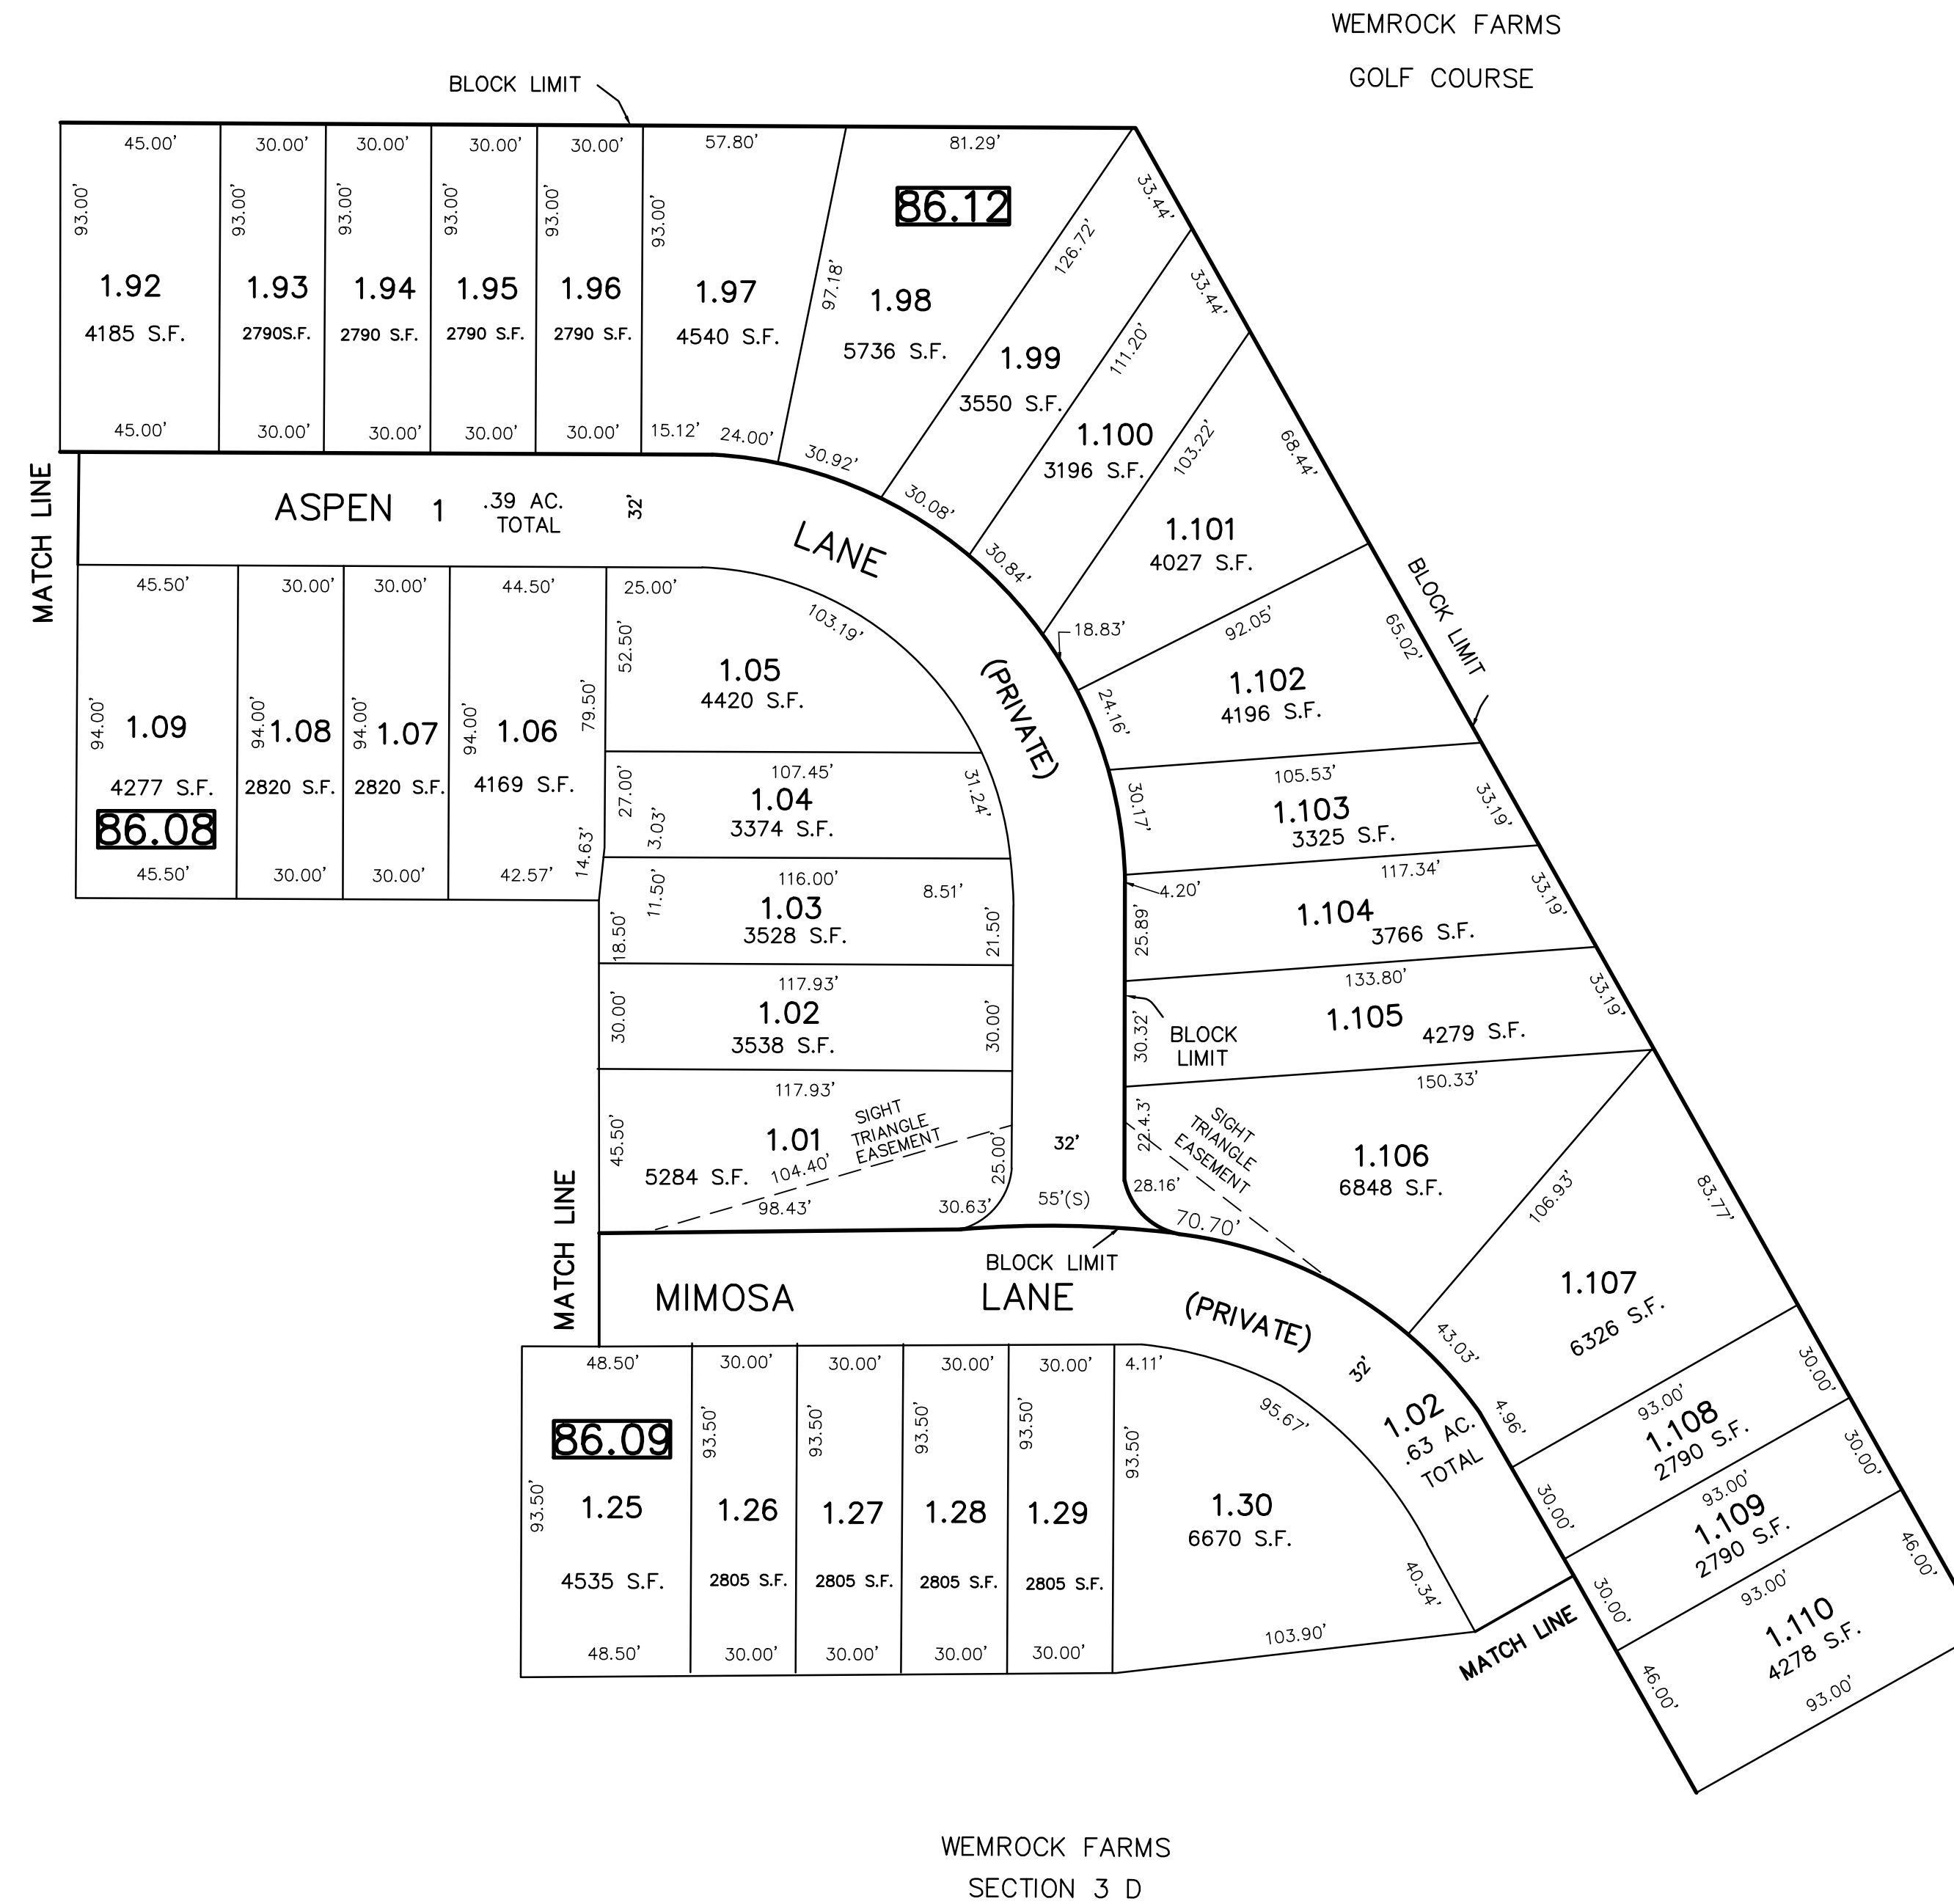 WEMROCK FARMS
GOLF COURSE
BLOCK LIMIT
45.00'
30.00'
30.00'
30.00'
30.00'
57.80'
81.29'
93.00'
93.00'
93.00'
93.00'
93.00'
93.00'
97.18'
126.72'
33.44'
86.12
1.92
4185 S.F.
1.93
2790S.F.
1.94
2790 S.F.
1.95
2790 S.F.
1.96
2790 S.F.
1.97
4540 S.F.
1.98
5736 S.F.
1.99
3550 S.F.
111.20'
33.44'
1.100
3196 S.F.
103.22'
68.44'
45.00'
30.00'
30.00'
30.00'
30.00'
15.12'
24.00'
30.92'
30.08'
30.84'
1.101
4027 S.F.
18.83'
MATCH LINE
ASPEN 1
.39 AC.
TOTAL
32'
LANE
(PRIVATE)
BLOCK LIMIT
45.50'
30.00'
30.00'
44.50'
25.00'
103.19'
52.50'
79.50'
94.00'
94.00'
94.00'
94.00'
1.09
4277 S.F.
86.08
1.08
2820 S.F.
1.07
2820 S.F.
1.06
4169 S.F.
45.50'
30.00'
30.00'
42.57'
14.63'
1.05
4420 S.F.
92.05'
65.02'
1.102
4196 S.F.
24.16'
107.45'
27.00'
3.03'
31.24'
1.04
3374 S.F.
105.53'
33.19'
30.17'
1.103
3325 S.F.
116.00'
8.51'
11.50'
18.50'
21.50'
1.03
3528 S.F.
117.34'
33.19'
4.20'
25.89'
1.104
3766 S.F.
117.93'
30.00'
30.00'
1.02
3538 S.F.
133.80'
33.19'
30.32'
1.105
4279 S.F.
BLOCK
LIMIT
117.93'
45.50'
1.01
5284 S.F.
104.40'
98.43'
SIGHT
TRIANGLE
EASEMENT
25.00'
30.63'
32'
55'(S)
150.33'
22.4.3'
28.16'
SIGHT
TRIANGLE
EASEMENT
1.106
6848 S.F.
70.70'
106.93'
83.77'
MATCH LINE
BLOCK LIMIT
MIMOSA LANE
(PRIVATE)
32'
1.02
.63 AC.
TOTAL
43.03'
4.96'
1.107
6326 S.F.
48.50'
30.00'
30.00'
30.00'
30.00'
4.11'
95.67'
93.50'
93.50'
93.50'
93.50'
93.50'
93.50'
86.09
1.25
4535 S.F.
1.26
2805 S.F.
1.27
2805 S.F.
1.28
2805 S.F.
1.29
2805 S.F.
1.30
6670 S.F.
40.34'
103.90'
48.50'
30.00'
30.00'
30.00'
30.00'
93.00'
30.00'
1.108
2790 S.F.
30.00'
93.00'
30.00'
1.109
2790 S.F.
30.00'
93.00'
46.00'
1.110
4278 S.F.
46.00'
93.00'
MATCH LINE
WEMROCK FARMS
SECTION 3 D